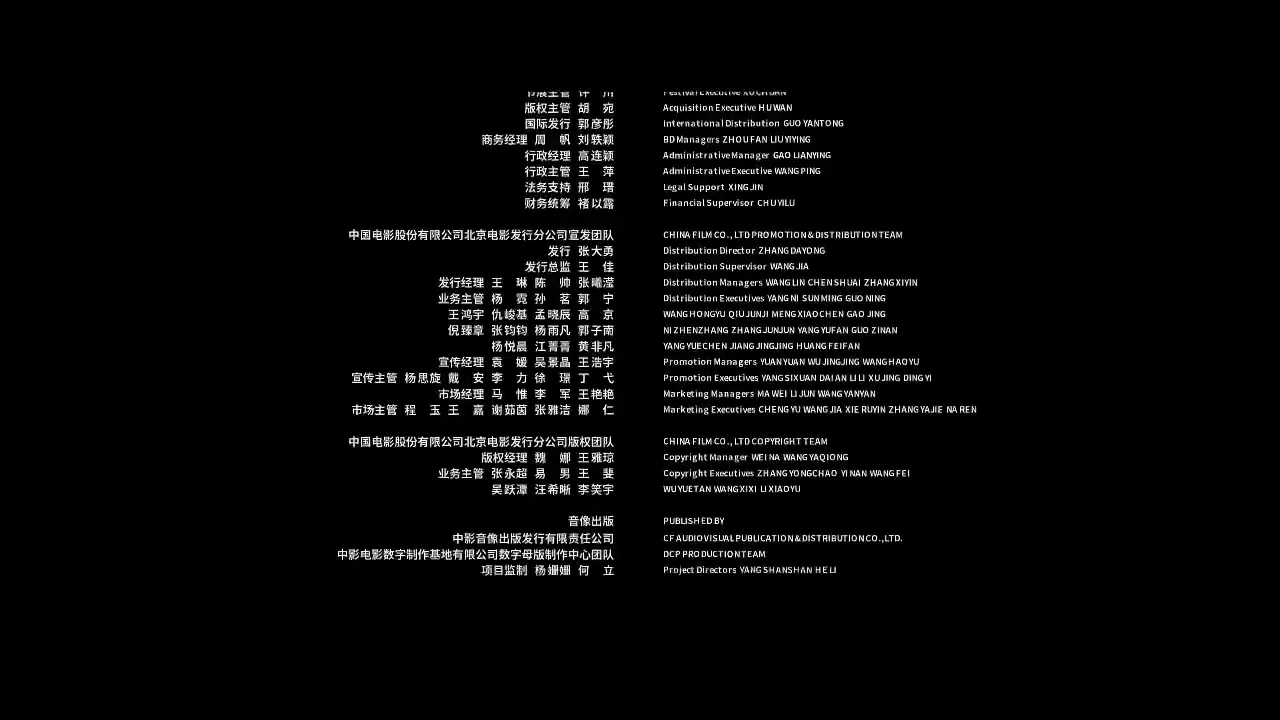 版权主管 胡 宛 Acquisition Executive HU WAN
国际发行 郭彦彤 International Distribution GUO YANTONG
商务经理 周 帆 刘轶颖 BD Managers ZHOU FAN LIU YIYING
行政经理 高连颖 Administrative Manager GAO LIANYING
行政主管 王 萍 Administrative Executive WANG PING
法务支持 邢 瑨 Legal Support XING JIN
财务统筹 褚以露 Financial Supervisor CHU YILU
中国电影股份有限公司北京电影发行分公司宣发团队 CHINA FILM CO., LTD PROMOTION & DISTRIBUTION TEAM
发行 张大勇 Distribution Director ZHANG DAYONG
发行总监 王 佳 Distribution Supervisor WANG JIA
发行经理 王 琳 陈 帅 张曦滢 Distribution Managers WANG LIN CHEN SHUAI ZHANG XIYIN
业务主管 杨 霓 孙 茗 郭 宁 Distribution Executives YANG NI SUN MING GUO NING
王鸿宇 仇峻基 孟晓辰 高 京 WANG HONGYU QIU JUNJI MENG XIAOCHEN GAO JING
倪臻章 张钧钧 杨雨凡 郭子南 NI ZHENZHANG ZHANG JUNJUN YANG YUFAN GUO ZINAN
杨悦晨 江菁菁 黄非凡 YANG YUECHEN JIANG JINGJING HUANG FEIFAN
宣传经理 袁 媛 吴景晶 王浩宇 Promotion Managers YUAN YUAN WU JINGJING WANG HAOYU
宣传主管 杨思旋 戴 安 李 力 徐 璟 丁 弋 Promotion Executives YANG SIXUAN DAI AN LI LI XU JING DING YI
市场经理 马 惟 李 军 王艳艳 Marketing Managers MA WEI LI JUN WANG YANYAN
市场主管 程 玉 王 嘉 谢茹茵 张雅洁 娜 仁 Marketing Executives CHENG YU WANG JIA XIE RUYIN ZHANG YAJIE NA REN
中国电影股份有限公司北京电影发行分公司版权团队 CHINA FILM CO., LTD COPYRIGHT TEAM
版权经理 魏 娜 王雅琼 Copyright Manager WEI NA WANG YAQIONG
业务主管 张永超 易 男 王 斐 Copyright Executives ZHANG YONGCHAO YI NAN WANG FEI
吴跃潭 汪希晰 李笑宇 WU YUETAN WANG XIXI LI XIAOYU
音像出版 PUBLISHED BY
中影音像出版发行有限责任公司 CF AUDIOVISUAL PUBLICATION & DISTRIBUTION CO., LTD.
中影电影数字制作基地有限公司数字母版制作中心团队 DCP PRODUCTION TEAM
项目监制 杨姗姗 何 立 Project Directors YANG SHANSHAN HE LI